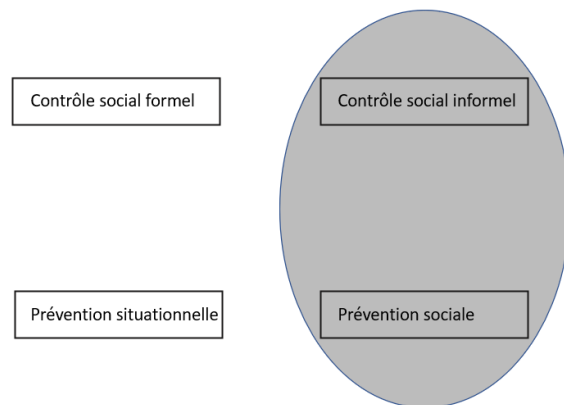 Contrôle social formel
Contrôle social informel
Prévention situationnelle
Prévention sociale